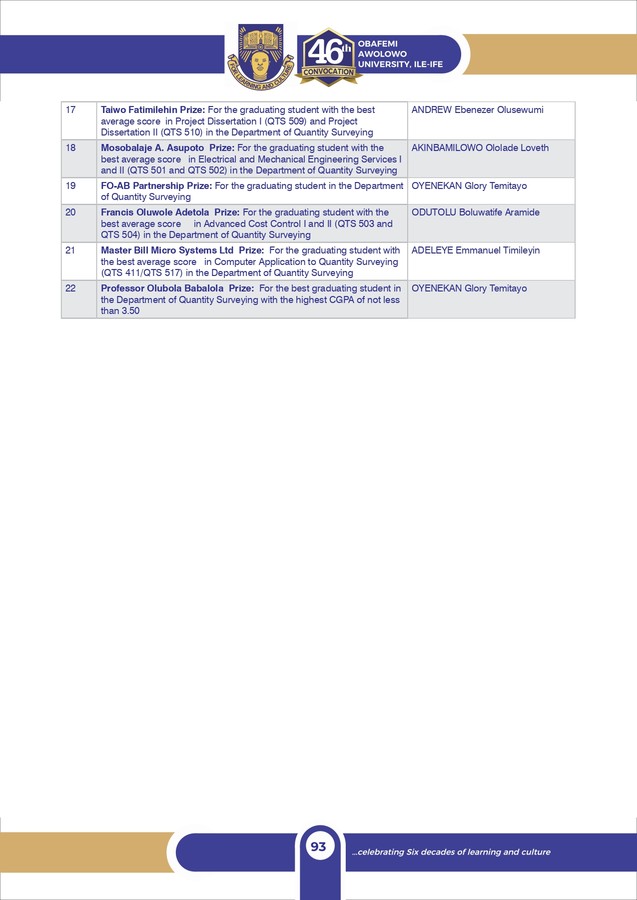 FOR LEARNING AND CULTURE
46th
CONVOCATION
OBAFEMI
AWOLOWO
UNIVERSITY, ILE-IFE
17 Taiwo Fatimilehin Prize: For the graduating student with the best ANDREW Ebenezer Olusewumi
average score in Project Dissertation I (QTS 509) and Project
Dissertation II (QTS 510) in the Department of Quantity Surveying
18 Mosobalaje A. Asupoto Prize: For the graduating student with the AKINBAMILOWO Ololade Loveth
best average score in Electrical and Mechanical Engineering Services I
and II (QTS 501 and QTS 502) in the Department of Quantity Surveying
19 FO-AB Partnership Prize: For the graduating student in the Department OYENEKAN Glory Temitayo
of Quantity Surveying
20 Francis Oluwole Adetola Prize: For the graduating student with the ODUTOLU Boluwatife Aramide
best average score in Advanced Cost Control I and II (QTS 503 and
QTS 504) in the Department of Quantity Surveying
21 Master Bill Micro Systems Ltd Prize: For the graduating student with ADELEYE Emmanuel Timileyin
the best average score in Computer Application to Quantity Surveying
(QTS 411/QTS 517) in the Department of Quantity Surveying
22 Professor Olubola Babalola Prize: For the best graduating student in OYENEKAN Glory Temitayo
the Department of Quantity Surveying with the highest CGPA of not less
than 3.50
93
...celebrating Six decades of learning and culture